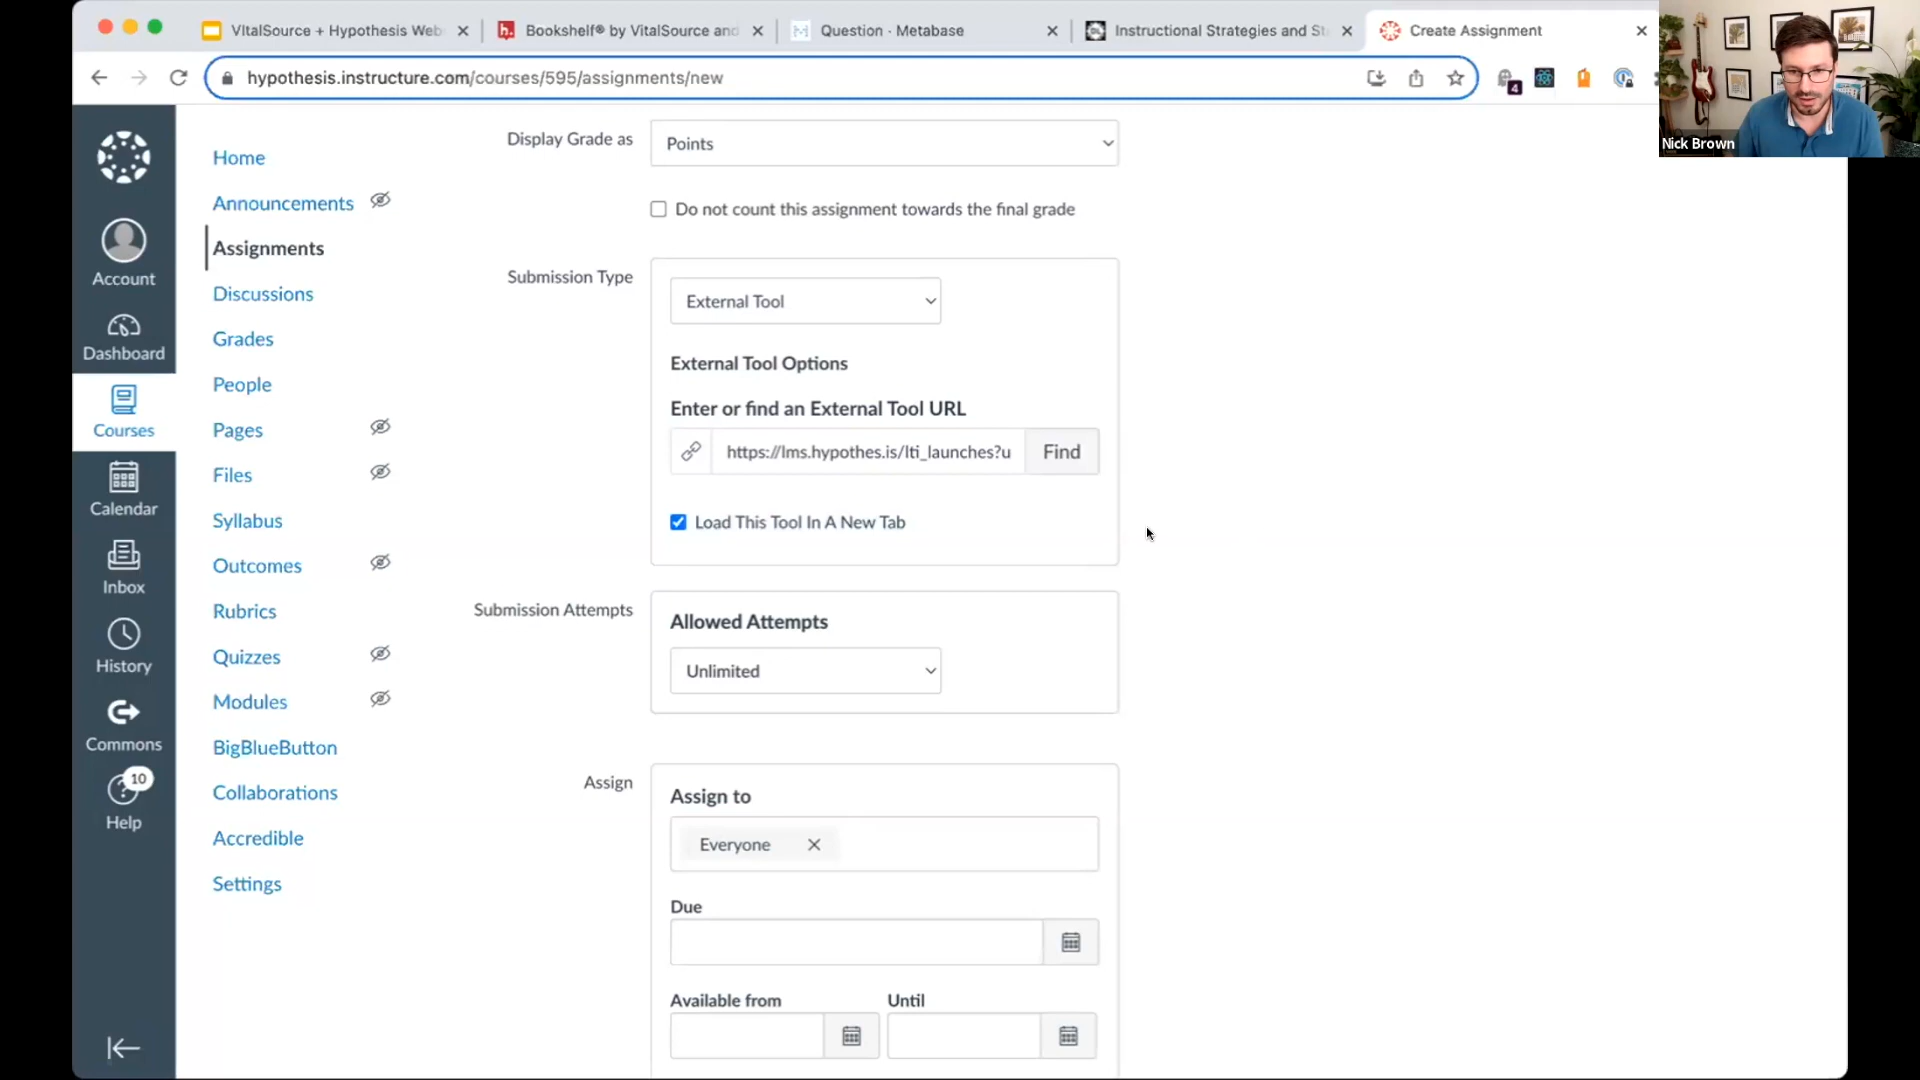 VitalSource + Hypothesis Web
Bookshelf® by VitalSource and
Question · Metabase
Instructional Strategies and St
Create Assignment
hypothesis.instructure.com/courses/595/assignments/new
4
Nick Brown
Account
Dashboard
Courses
Calendar
Inbox
History
Commons
10
Help
Home
Announcements
Assignments
Discussions
Grades
People
Pages
Files
Syllabus
Outcomes
Rubrics
Quizzes
Modules
BigBlueButton
Collaborations
Accredible
Settings
Display Grade as
Points
Do not count this assignment towards the final grade
Submission Type
External Tool
External Tool Options
Enter or find an External Tool URL
https://lms.hypothes.is/lti_launches?u
Find
Load This Tool In A New Tab
Submission Attempts
Allowed Attempts
Unlimited
Assign
Assign to
Everyone
Due
Available from
Until